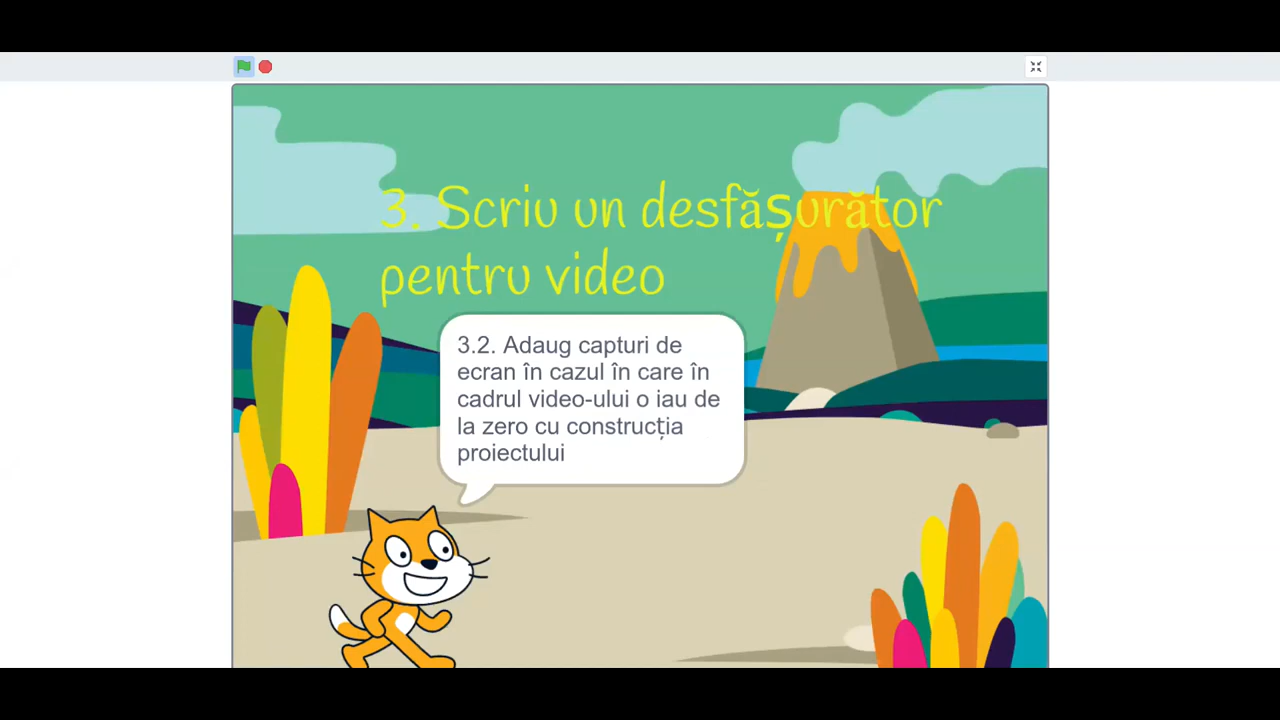 3. Scriu un desfășurător
pentru video
3.2. Adaug capturi de
ecran în cazul în care în
cadrul video-ului o iau de
la zero cu construcția
proiectului